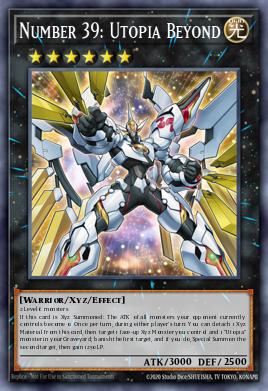 Number 39: Utopia Beyond
LIGHT
光
[Warrior/Xyz/Effect]
2 Level 6 monsters
If this card is Xyz Summoned: The ATK of all monsters your opponent currently
controls become 0. Once per turn, during either player's turn: You can detach 1 Xyz
Material from this card, then target 1 face-up Xyz Monster you control and 1 "Utopia"
monster in your Graveyard; banish the first target, and if you do, Special Summon the
second target, then gain 1250 LP.
ATK/3000 DEF/2500
Replica - Not For Use in Sanctioned Tournaments
©2020 Studio Dice/SHUEISHA, TV TOKYO, KONAMI